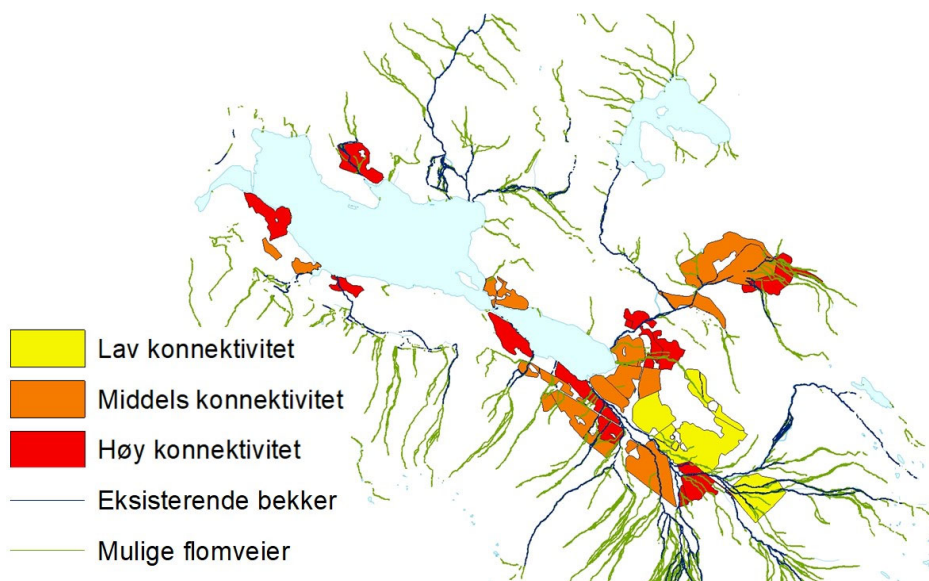 Lav konnektivitet
Middels konnektivitet
Høy konnektivitet
Eksisterende bekker
Mulige flomveier